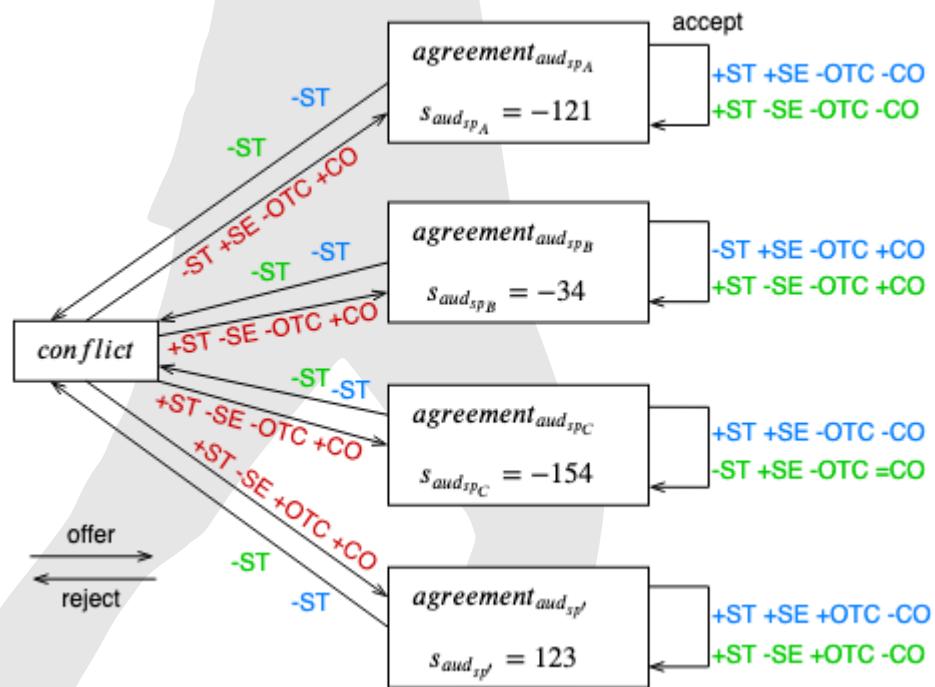 accept
agreement_{aud_{sp_A}}
s_{aud_{sp_A}} = −121
+ST +SE -OTC -CO
+ST -SE -OTC -CO
-ST
-ST
-ST +SE -OTC +CO
agreement_{aud_{sp_B}}
s_{aud_{sp_B}} = −34
-ST +SE -OTC +CO
+ST -SE -OTC +CO
-ST
-ST
+ST -SE -OTC +CO
conflict
-ST
-ST
+ST -SE -OTC +CO
agreement_{aud_{sp_C}}
s_{aud_{sp_C}} = −154
+ST +SE -OTC -CO
-ST +SE -OTC =CO
+ST -SE +OTC +CO
offer
reject
-ST
-ST
agreement_{aud_{sp'}}
s_{aud_{sp'}} = 123
+ST +SE +OTC -CO
+ST -SE +OTC -CO